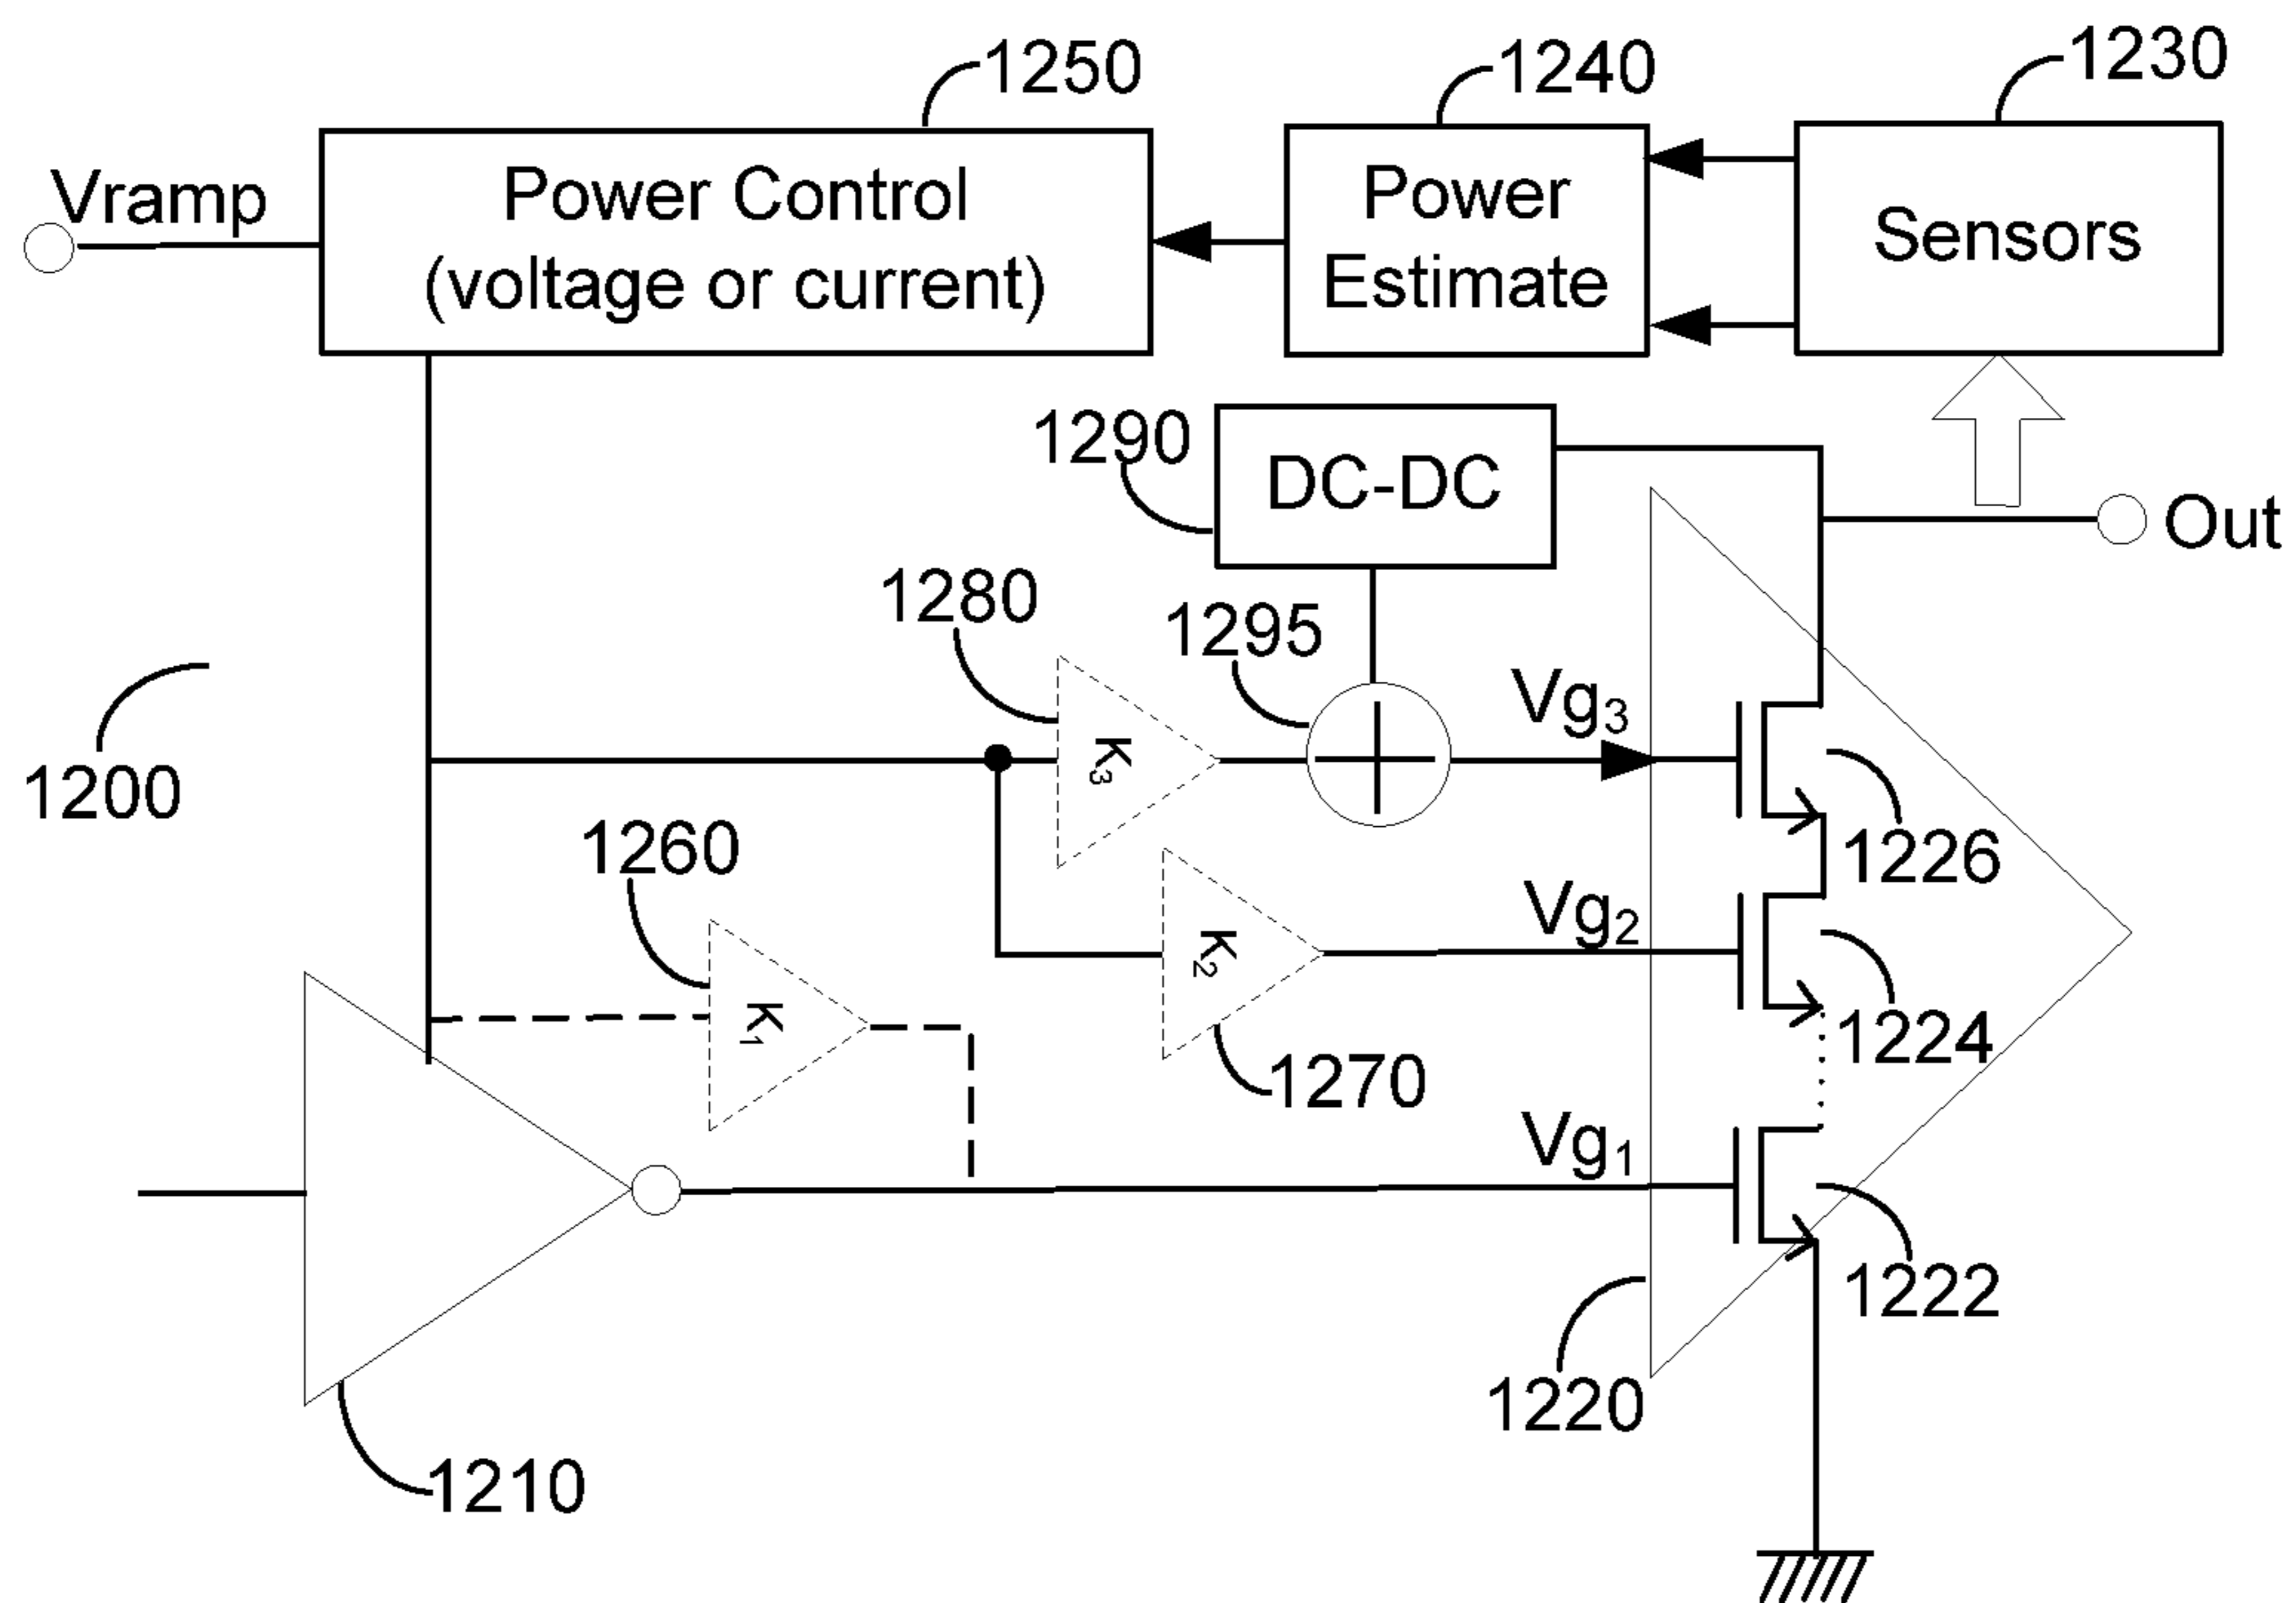 1250
1240
1230
Vramp
Power Control
(voltage or current)
Power
Estimate
Sensors
1290
DC-DC
Out
1280
1295
Vg3
K3
1200
1260
1226
Vg2
K2
K1
1224
1270
Vg1
1222
1220
1210